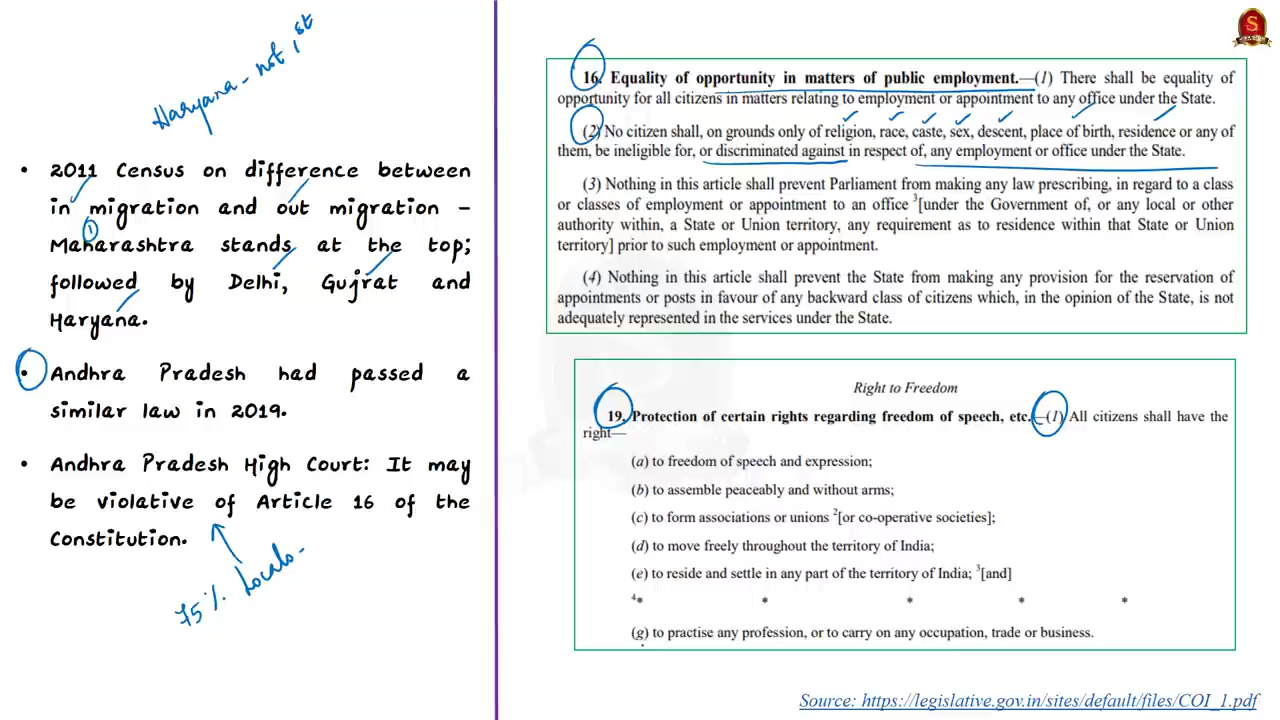 Haryana - not 1st
• 2011 Census on difference between
in migration and out migration –
Maharashtra stands at the top;
followed by Delhi, Gujrat and
Haryana.
• Andhra Pradesh had passed a
similar law in 2019.
• Andhra Pradesh High Court: It may
be violative of Article 16 of the
Constitution.
75% Locals -
16. Equality of opportunity in matters of public employment.—(1) There shall be equality of
opportunity for all citizens in matters relating to employment or appointment to any office under the State.
(2) No citizen shall, on grounds only of religion, race, caste, sex, descent, place of birth, residence or any of
them, be ineligible for, or discriminated against in respect of, any employment or office under the State.
(3) Nothing in this article shall prevent Parliament from making any law prescribing, in regard to a class
or classes of employment or appointment to an office 3[under the Government of, or any local or other
authority within, a State or Union territory, any requirement as to residence within that State or Union
territory] prior to such employment or appointment.
(4) Nothing in this article shall prevent the State from making any provision for the reservation of
appointments or posts in favour of any backward class of citizens which, in the opinion of the State, is not
adequately represented in the services under the State.
Right to Freedom
19. Protection of certain rights regarding freedom of speech, etc.—(1) All citizens shall have the
right—
(a) to freedom of speech and expression;
(b) to assemble peaceably and without arms;
(c) to form associations or unions 2[or co-operative societies];
(d) to move freely throughout the territory of India;
(e) to reside and settle in any part of the territory of India; 3[and]
4* * * * *
(g) to practise any profession, or to carry on any occupation, trade or business.
Source: https://legislative.gov.in/sites/default/files/COI_1.pdf